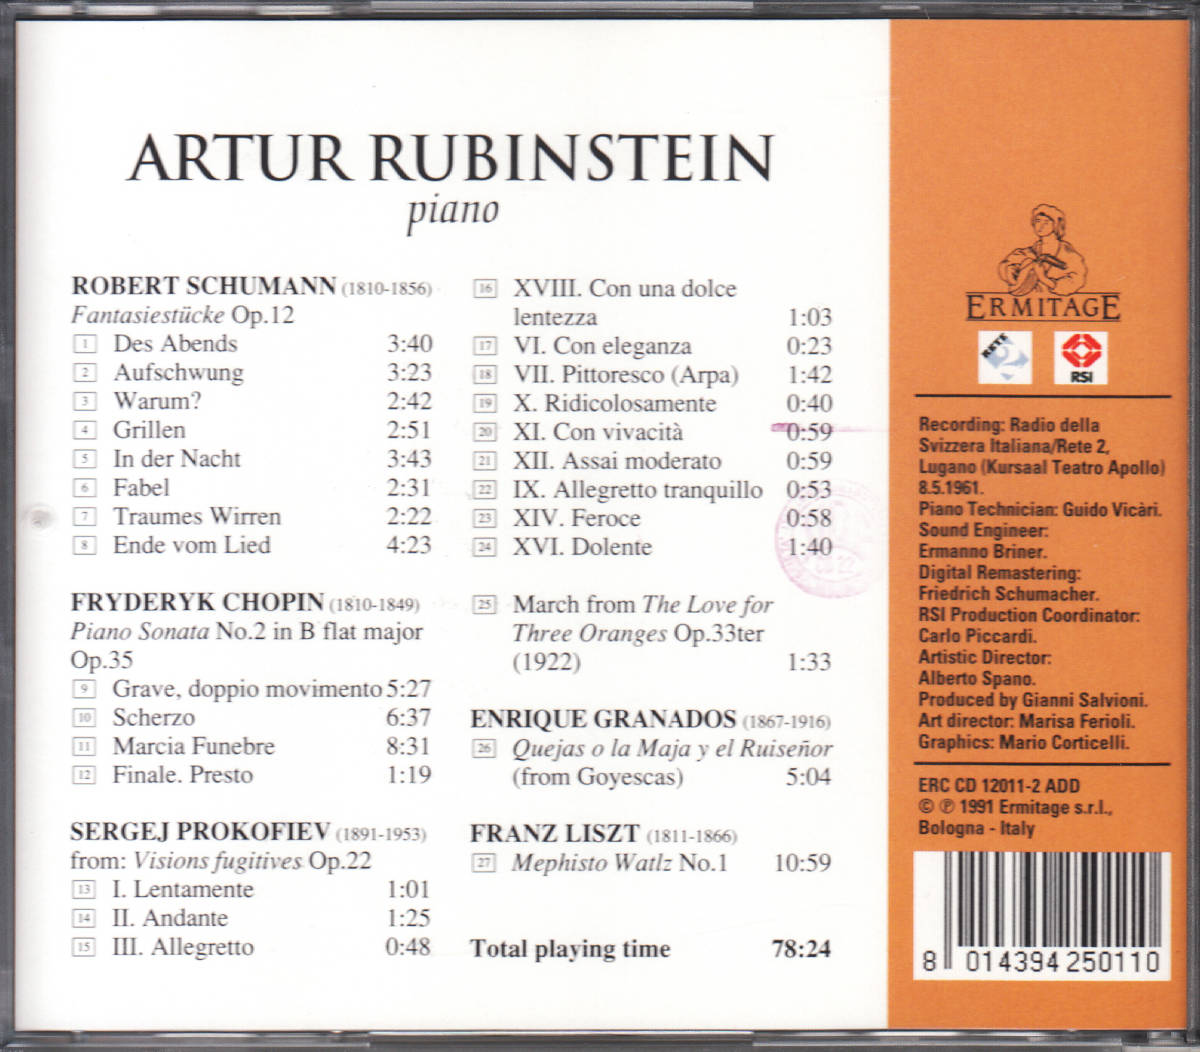 ARTUR RUBINSTEIN
piano
ROBERT SCHUMANN (1810-1856)
Fantasiestücke Op.12
1 Des Abends 3:40
2 Aufschwung 3:23
3 Warum? 2:42
4 Grillen 2:51
5 In der Nacht 3:43
6 Fabel 2:31
7 Traumes Wirren 2:22
8 Ende vom Lied 4:23
FRYDERYK CHOPIN (1810-1849)
Piano Sonata No.2 in B flat major
Op.35
9 Grave, doppio movimento 5:27
10 Scherzo 6:37
11 Marcia Funebre 8:31
12 Finale. Presto 1:19
SERGEJ PROKOFIEV (1891-1953)
from: Visions fugitives Op.22
13 I. Lentamente 1:01
14 II. Andante 1:25
15 III. Allegretto 0:48
16 XVIII. Con una dolce
lentezza 1:03
17 VI. Con eleganza 0:23
18 VII. Pittoresco (Arpa) 1:42
19 X. Ridicolosamente 0:40
20 XI. Con vivacità 0:59
21 XII. Assai moderato 0:59
22 IX. Allegretto tranquillo 0:53
23 XIV. Feroce 0:58
24 XVI. Dolente 1:40
25 March from The Love for
Three Oranges Op.33ter
(1922) 1:33
ENRIQUE GRANADOS (1867-1916)
26 Quejas o la Maja y el Ruiseñor
(from Goyescas) 5:04
FRANZ LISZT (1811-1866)
27 Mephisto Watlz No.1 10:59
Total playing time 78:24
ERMITAGE
RETE 2
RSI
Recording: Radio della
Svizzera Italiana/Rete 2,
Lugano (Kursaal Teatro Apollo)
8.5.1961.
Piano Technician: Guido Vicàri.
Sound Engineer:
Ermanno Briner.
Digital Remastering:
Friedrich Schumacher.
RSI Production Coordinator:
Carlo Piccardi.
Artistic Director:
Alberto Spano.
Produced by Gianni Salvioni.
Art director: Marisa Ferioli.
Graphics: Mario Corticelli.
ERC CD 12011-2 ADD
© ℗ 1991 Ermitage s.r.l.,
Bologna - Italy
8 014394 250110